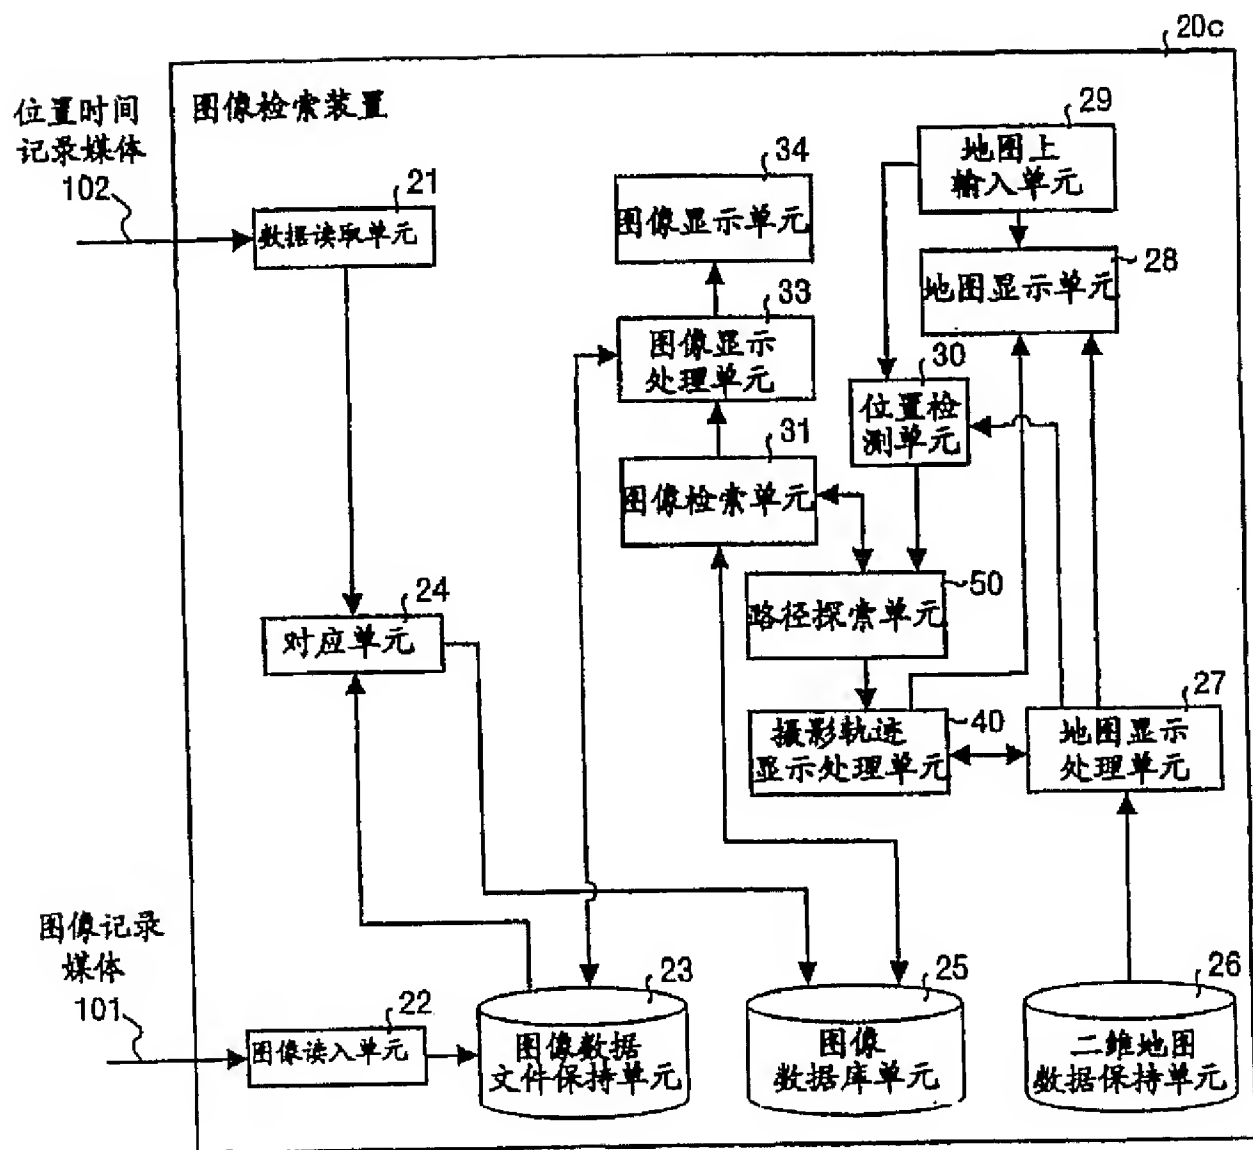 20c
位置时间
记录媒体
102
图像检索装置
21
数据读取单元
34
图像显示单元
29
地图上
输入单元
28
地图显示单元
33
图像显示
处理单元
30
位置检
测单元
31
图像检索单元
24
对应单元
50
路径探索单元
40
摄影轨迹
显示处理单元
27
地图显示
处理单元
图像记录
媒体
101
22
图像读入单元
23
图像数据
文件保持单元
25
图像
数据库单元
26
二维地图
数据保持单元